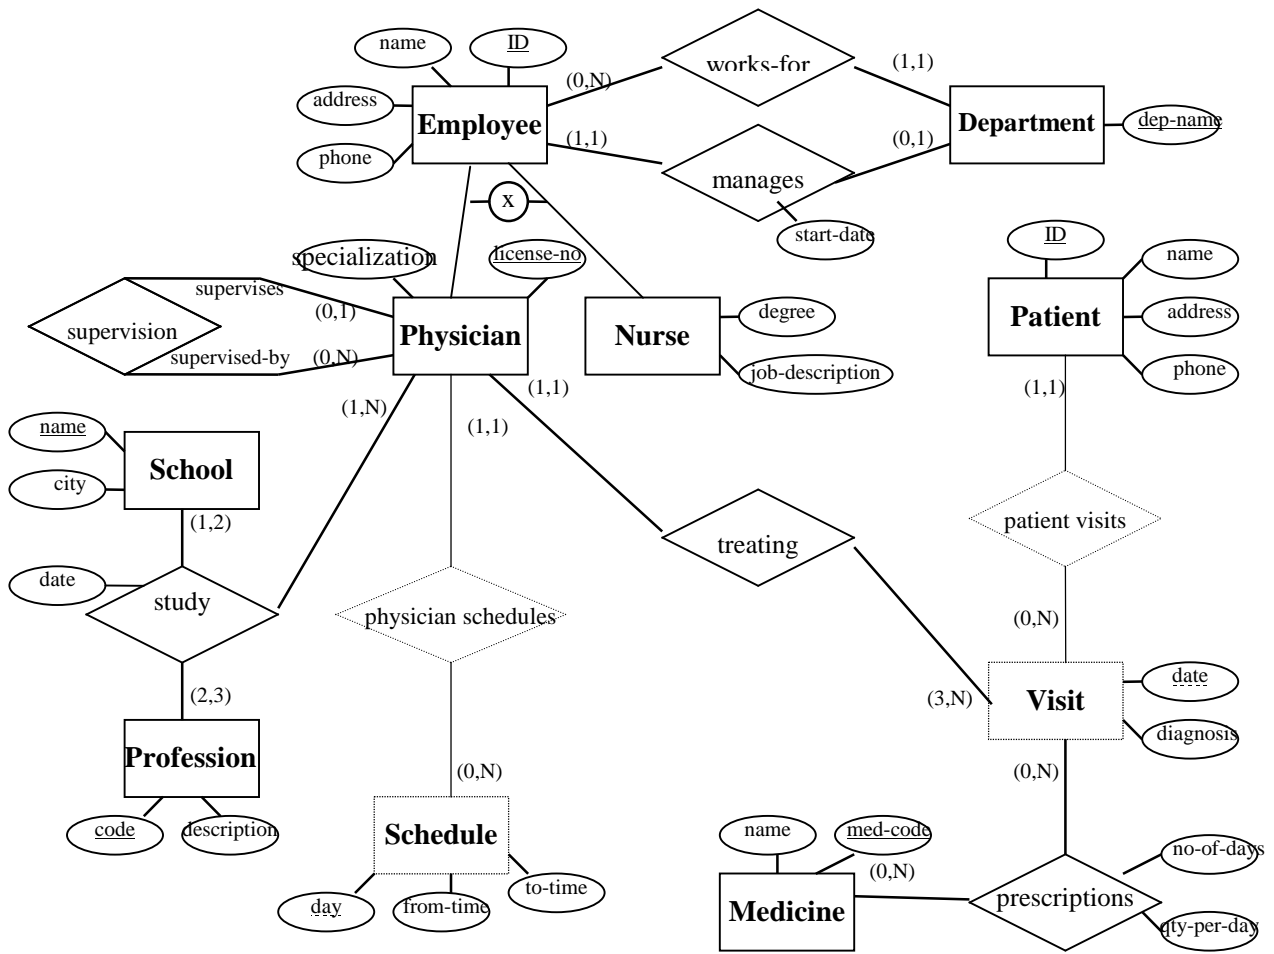 name
ID
works-for
(0,N)
(1,1)
address
Employee
Department
dep-name
(1,1)
(0,1)
phone
manages
x
start-date
ID
specialization
license-no
name
supervises
(0,1)
degree
Patient
address
supervision
Physician
Nurse
supervised-by
(0,N)
job-description
phone
(1,1)
(1,1)
(1,N)
(1,1)
name
School
city
(1,2)
patient visits
treating
date
study
physician schedules
(0,N)
date
(2,3)
(3,N)
Visit
diagnosis
Profession
(0,N)
(0,N)
code
description
Schedule
name
med-code
no-of-days
(0,N)
to-time
day
from-time
Medicine
prescriptions
qty-per-day